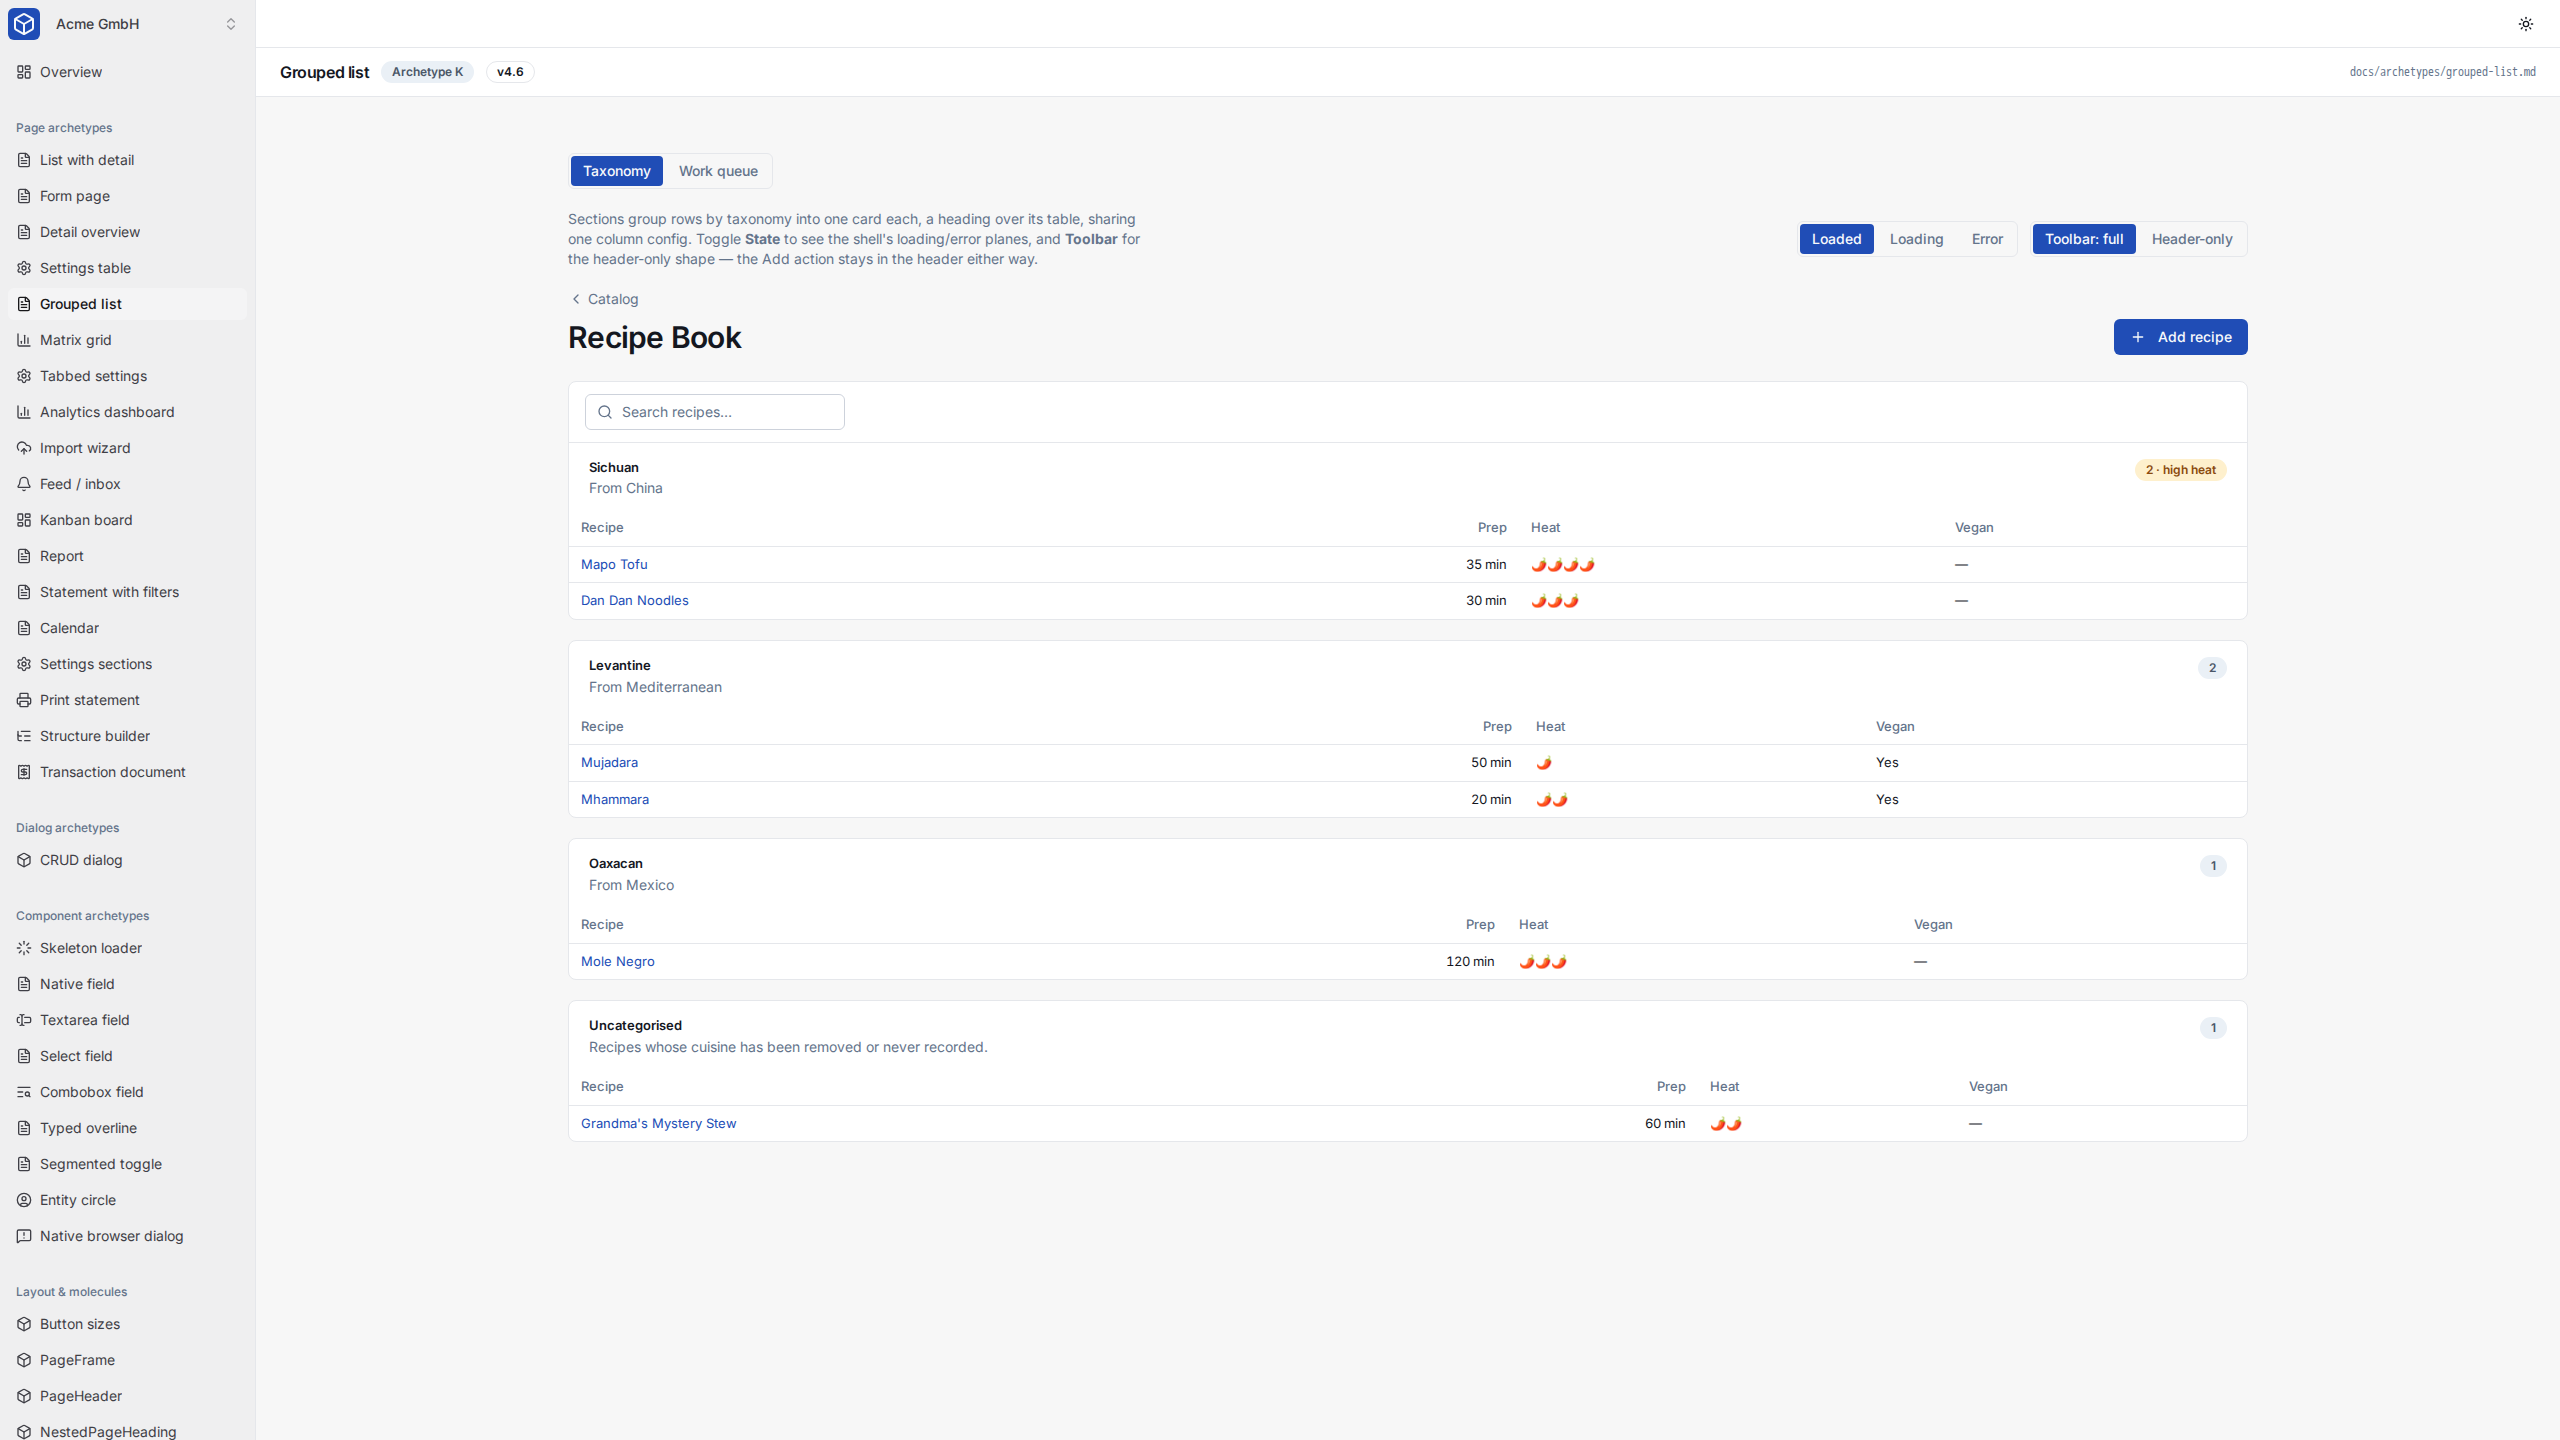 Acme GmbH
Overview
Page archetypes
List with detail
Form page
Detail overview
Settings table
Grouped list
Matrix grid
Tabbed settings
Analytics dashboard
Import wizard
Feed / inbox
Kanban board
Report
Statement with filters
Calendar
Settings sections
Print statement
Structure builder
Transaction document
Dialog archetypes
CRUD dialog
Component archetypes
Skeleton loader
Native field
Textarea field
Select field
Combobox field
Typed overline
Segmented toggle
Entity circle
Native browser dialog
Layout & molecules
Button sizes
PageFrame
PageHeader
NestedPageHeading
Grouped list Archetype K v4.6 docs/archetypes/grouped-list.md
Taxonomy Work queue
Sections group rows by taxonomy into one card each, a heading over its table, sharing
one column config. Toggle State to see the shell's loading/error planes, and Toolbar for
the header-only shape — the Add action stays in the header either way.
Loaded Loading Error Toolbar: full Header-only
Catalog
Recipe Book
Add recipe
Search recipes...
Sichuan
From China
2 · high heat
Recipe Prep Heat Vegan
Mapo Tofu 35 min 🌶️🌶️🌶️🌶️ —
Dan Dan Noodles 30 min 🌶️🌶️🌶️ —
Levantine
From Mediterranean
2
Recipe Prep Heat Vegan
Mujadara 50 min 🌶️ Yes
Mhammara 20 min 🌶️🌶️ Yes
Oaxacan
From Mexico
1
Recipe Prep Heat Vegan
Mole Negro 120 min 🌶️🌶️🌶️ —
Uncategorised
Recipes whose cuisine has been removed or never recorded.
1
Recipe Prep Heat Vegan
Grandma's Mystery Stew 60 min 🌶️🌶️ —